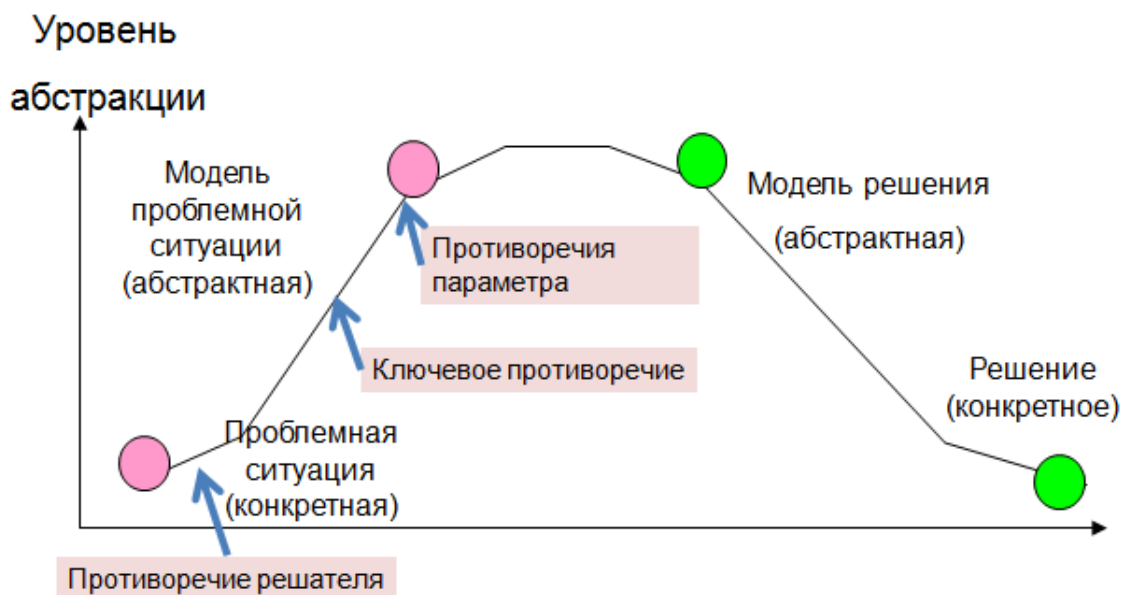 Уровень
абстракции
Модель
проблемной
ситуации
(абстрактная)
Противоречия
параметра
Модель решения
(абстрактная)
Ключевое противоречие
Решение
(конкретное)
Проблемная
ситуация
(конкретная)
Противоречие решателя